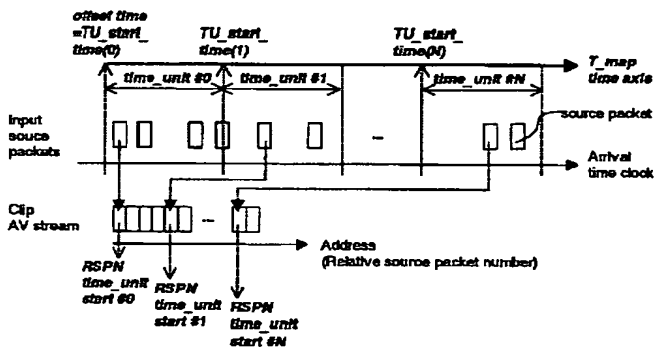 offset time
=TU_start_
time(0)
TU_start_
time(1)
TU_start_
time(N)
T_map
time axis
time_unit #0
time_unit #1
time_unit #N
Input
souce
packets
source packet
–
Arrival
time clock
Clip
AV stream
–
Address
(Relative source packet number)
RSPN
time_unit
start #0
RSPN
time_unit
start #1
RSPN
time_unit
start #N